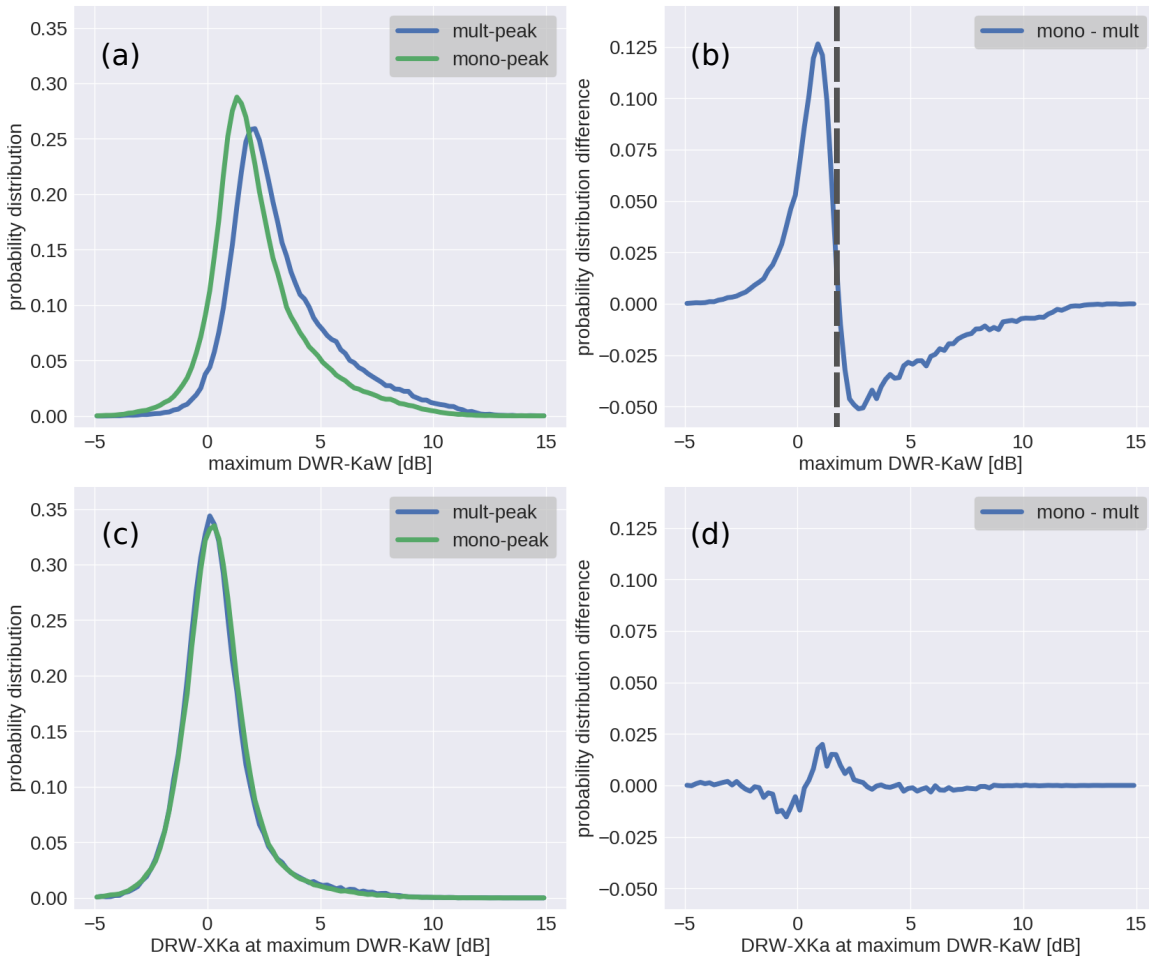 (a)
mult-peak
mono-peak
0.35
0.30
0.25
0.20
0.15
0.10
0.05
0.00
probability distribution
−5 0 5 10 15
maximum DWR-KaW [dB]
(b)
mono - mult
0.125
0.100
0.075
0.050
0.025
0.000
−0.025
−0.050
probability distribution difference
−5 0 5 10 15
maximum DWR-KaW [dB]
(c)
mult-peak
mono-peak
0.35
0.30
0.25
0.20
0.15
0.10
0.05
0.00
probability distribution
−5 0 5 10 15
DRW-XKa at maximum DWR-KaW [dB]
(d)
mono - mult
0.125
0.100
0.075
0.050
0.025
0.000
−0.025
−0.050
probability distribution difference
−5 0 5 10 15
DRW-XKa at maximum DWR-KaW [dB]